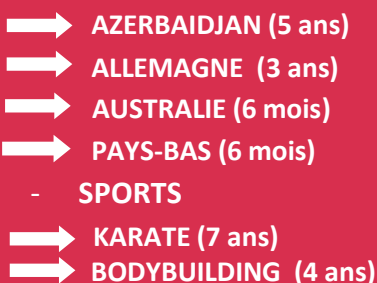 AZERBAIDJAN (5 ans)
ALLEMAGNE (3 ans)
AUSTRALIE (6 mois)
PAYS-BAS (6 mois)
- SPORTS
KARATE (7 ans)
BODYBUILDING (4 ans)